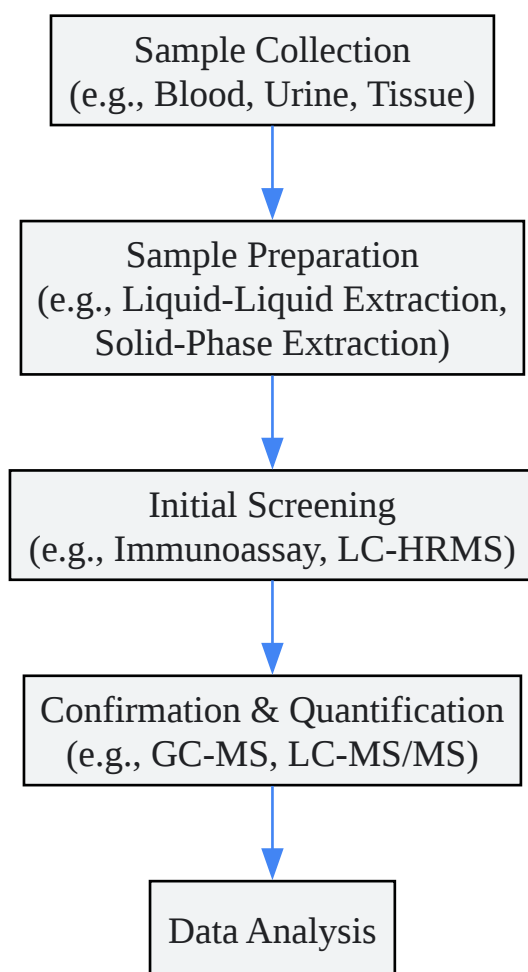 Sample Collection
(e.g., Blood, Urine, Tissue)
Sample Preparation
(e.g., Liquid-Liquid Extraction,
Solid-Phase Extraction)
Initial Screening
(e.g., Immunoassay, LC-HRMS)
Confirmation & Quantification
(e.g., GC-MS, LC-MS/MS)
Data Analysis